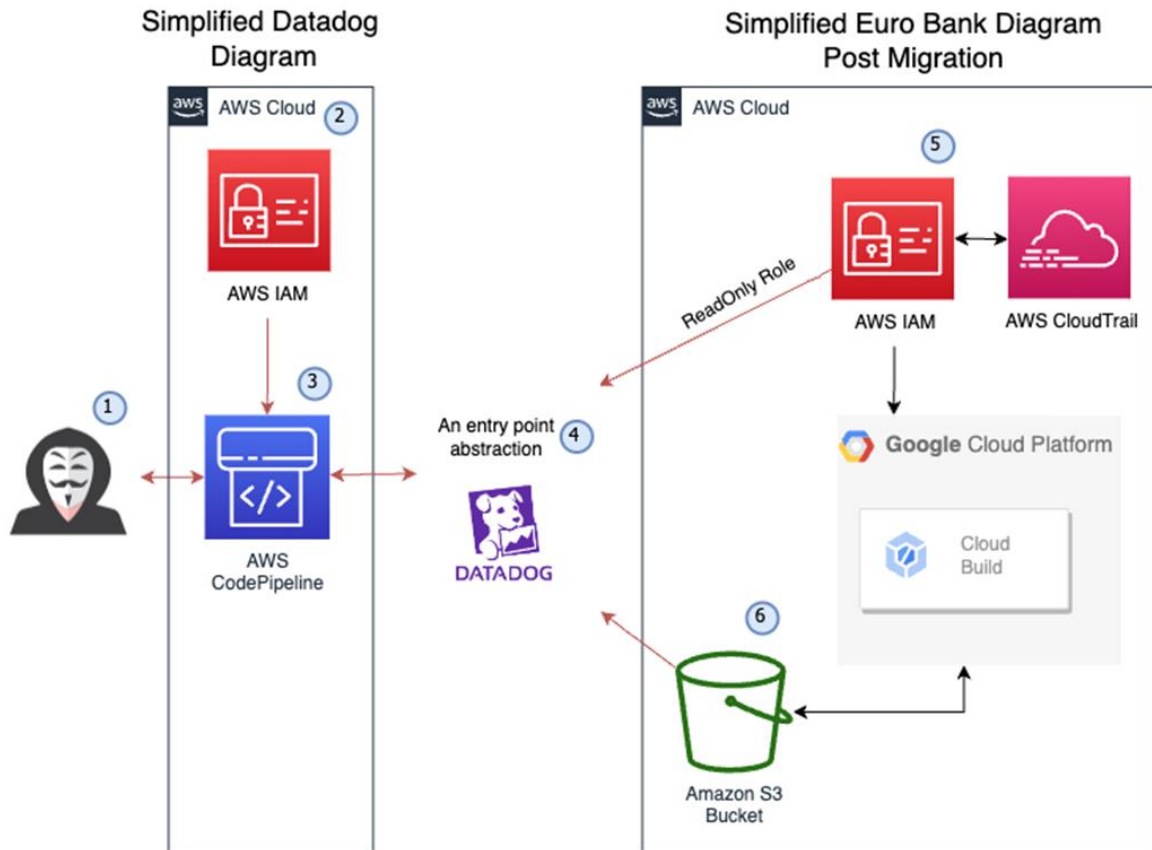 Simplified Datadog
Diagram
Simplified Euro Bank Diagram
Post Migration
aws
AWS Cloud
2
AWS IAM
1
3
AWS
CodePipeline
An entry point
abstraction
4
DATADOG
aws
AWS Cloud
5
AWS IAM
AWS CloudTrail
ReadOnly Role
Google Cloud Platform
Cloud
Build
6
Amazon S3
Bucket